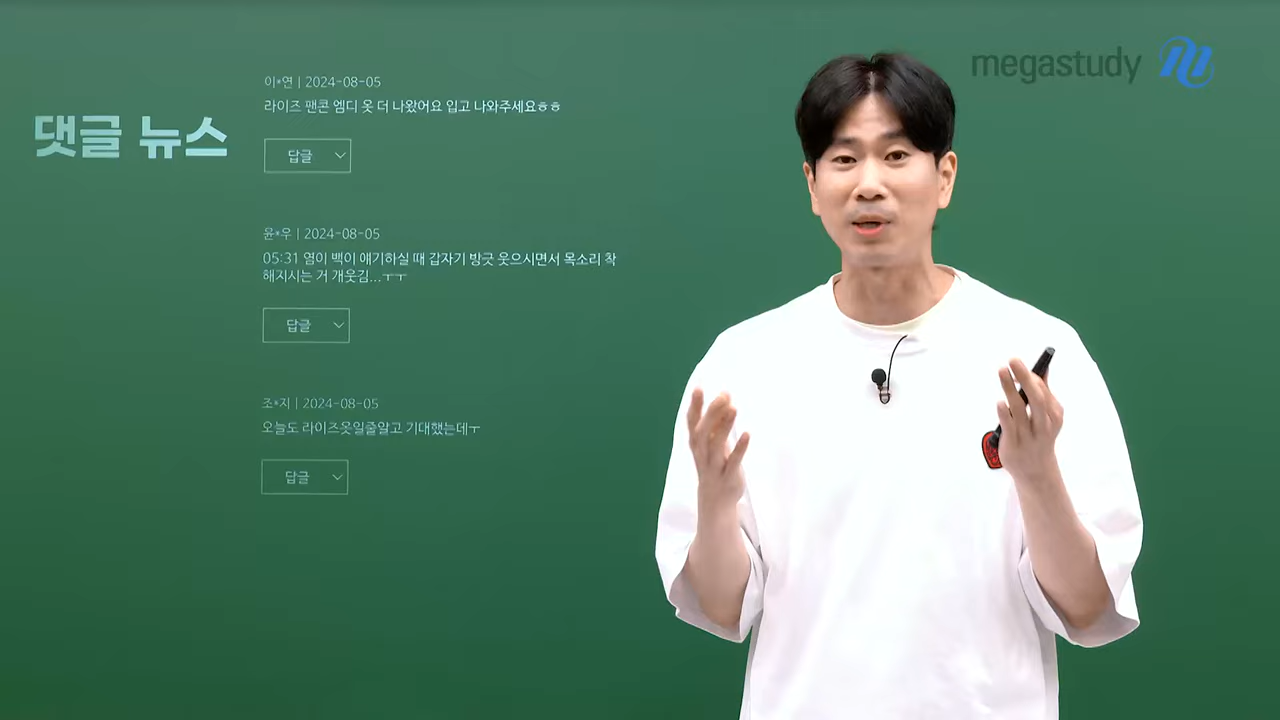 megastudy
댓글 뉴스
이*연 | 2024-08-05
라이즈 팬콘 엠디 옷 더 나왔어요 입고 나와주세요ㅎㅎ
답글
윤*우 | 2024-08-05
05:31 염이 백이 얘기하실 때 갑자기 방긋 웃으시면서 목소리 착
해지시는 거 개웃김...ㅜㅜ
답글
조*지 | 2024-08-05
오늘도 라이즈옷일줄알고 기대했는데ㅜ
답글